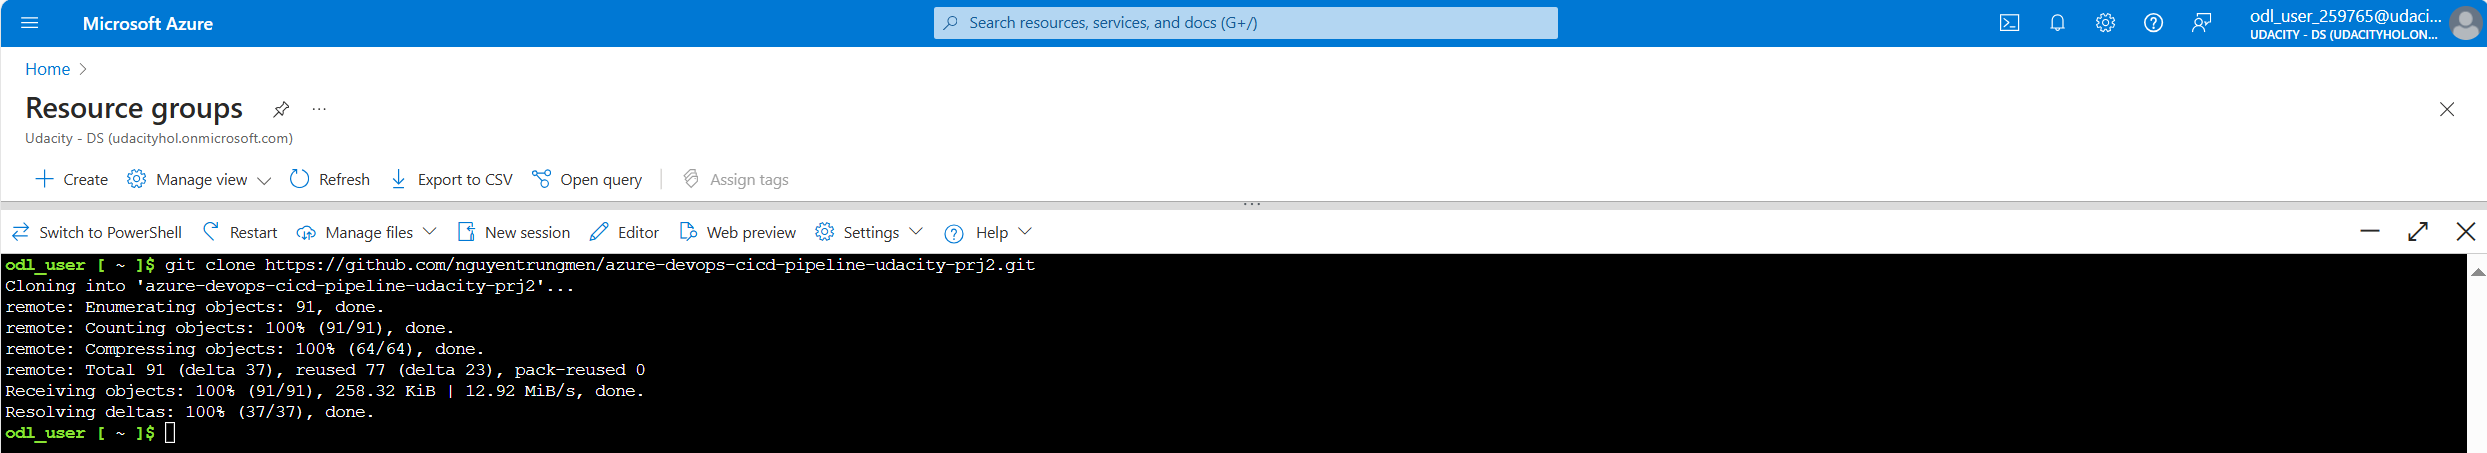 Microsoft Azure
Search resources, services, and docs (G+/)
odl_user_259765@udaci...
UDACITY - DS (UDACITYHOL.ON...
Home
Resource groups
...
Udacity - DS (udacityhol.onmicrosoft.com)
Create Manage view Refresh Export to CSV Open query Assign tags
Switch to PowerShell Restart Manage files New session Editor Web preview Settings Help
odl_user [ ~ ]$ git clone https://github.com/nguyentrungmen/azure-devops-cicd-pipeline-udacity-prj2.git
Cloning into 'azure-devops-cicd-pipeline-udacity-prj2'...
remote: Enumerating objects: 91, done.
remote: Counting objects: 100% (91/91), done.
remote: Compressing objects: 100% (64/64), done.
remote: Total 91 (delta 37), reused 77 (delta 23), pack-reused 0
Receiving objects: 100% (91/91), 258.32 KiB | 12.92 MiB/s, done.
Resolving deltas: 100% (37/37), done.
odl_user [ ~ ]$